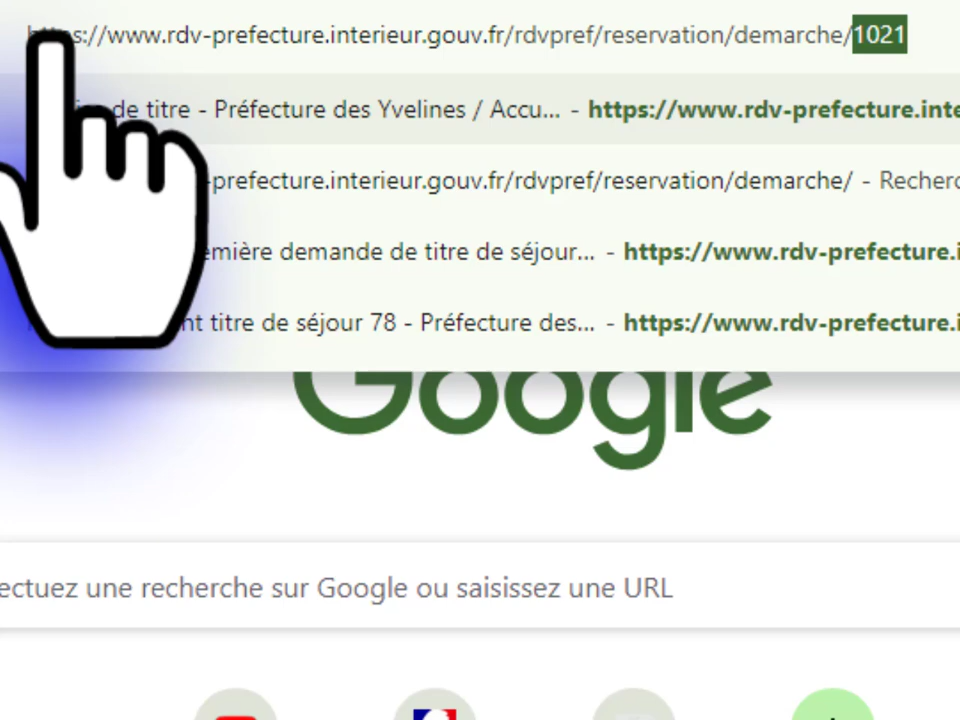 s://www.rdv-prefecture.interieur.gouv.fr/rdvpref/reservation/demarche/1021
de titre - Préfecture des Yvelines / Accu... - https://www.rdv-prefecture.inte
-prefecture.interieur.gouv.fr/rdvpref/reservation/demarche/ - Recherc
emière demande de titre de séjour... - https://www.rdv-prefecture.i
nt titre de séjour 78 - Préfecture des... - https://www.rdv-prefecture.i
Google
ectuez une recherche sur Google ou saisissez une URL